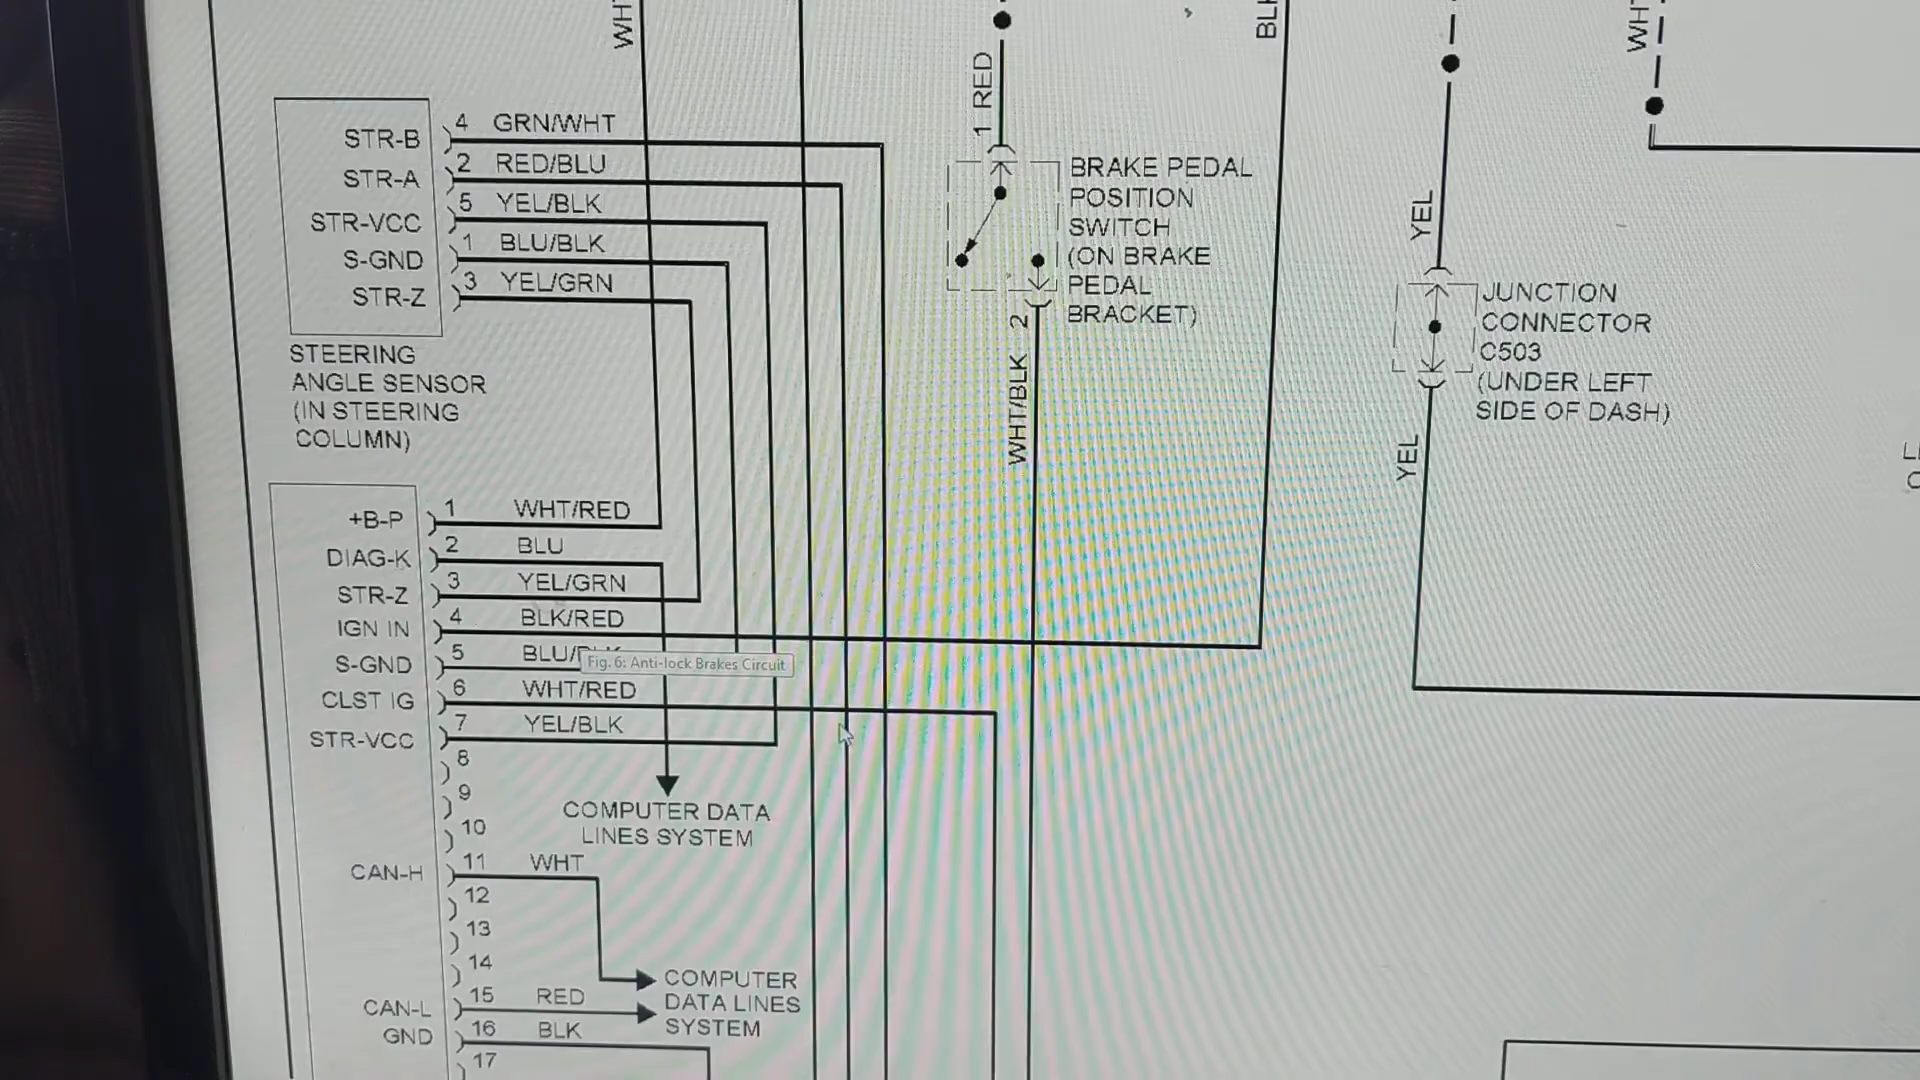 WHT
BLK
WHT
1 RED
4 GRN/WHT
STR-B
2 RED/BLU
STR-A
5 YEL/BLK
STR-VCC
1 BLU/BLK
S-GND
3 YEL/GRN
STR-Z
STEERING
ANGLE SENSOR
(IN STEERING
COLUMN)
BRAKE PEDAL
POSITION
SWITCH
(ON BRAKE
PEDAL
BRACKET)
2
WHT/BLK
YEL
JUNCTION
CONNECTOR
C503
(UNDER LEFT
SIDE OF DASH)
YEL
+B-P 1 WHT/RED
DIAG-K 2 BLU
STR-Z 3 YEL/GRN
IGN IN 4 BLK/RED
S-GND 5 BLU/
Fig. 6: Anti-lock Brakes Circuit
CLST IG 6 WHT/RED
STR-VCC 7 YEL/BLK
8
9
10
COMPUTER DATA
LINES SYSTEM
CAN-H 11 WHT
12
13
14
COMPUTER
DATA LINES
SYSTEM
CAN-L 15 RED
GND 16 BLK
17